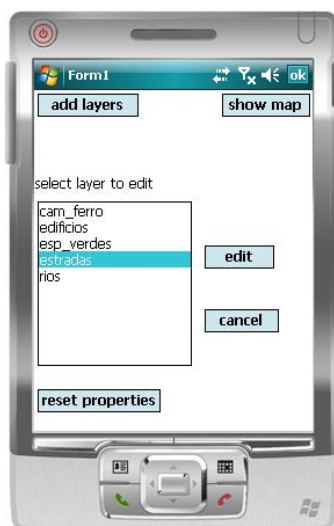 Form1
ok
add layers
show map
select layer to edit
cam_ferro
edificios
esp_verdes
estradas
rios
edit
cancel
reset properties